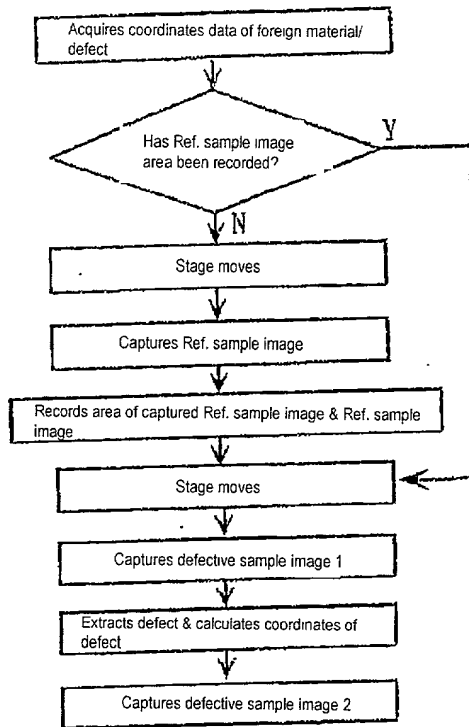 Acquires coordinates data of foreign material/
defect
Has Ref. sample image
area been recorded?
Y
N
Stage moves
Captures Ref. sample image
Records area of captured Ref. sample image & Ref. sample
image
Stage moves
Captures defective sample image 1
Extracts defect & calculates coordinates of
defect
Captures defective sample image 2